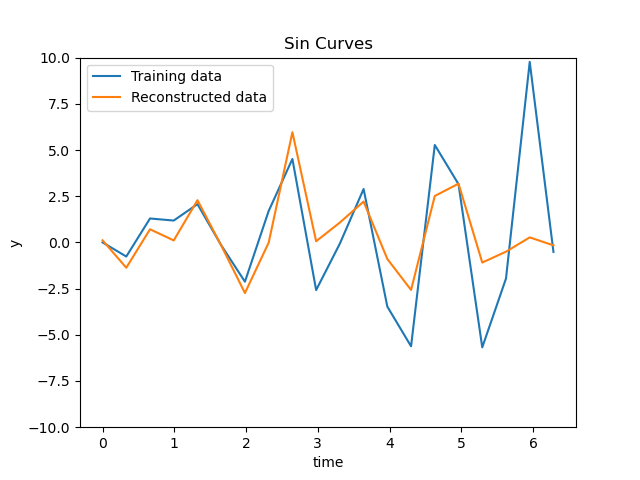 Sin Curves
Training data
Reconstructed data
10.0
7.5
5.0
2.5
0.0
−2.5
−5.0
−7.5
−10.0
y
0 1 2 3 4 5 6
time